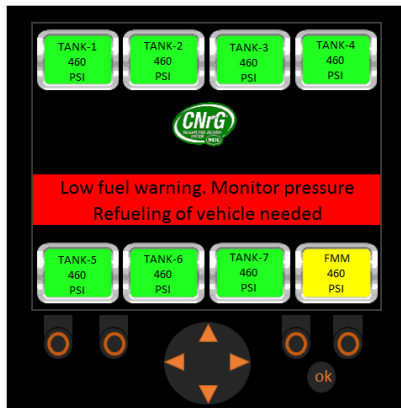 TANK-1
460
PSI
TANK-2
460
PSI
TANK-3
460
PSI
TANK-4
460
PSI
CNrG
Low fuel warning. Monitor pressure
Refueling of vehicle needed
TANK-5
460
PSI
TANK-6
460
PSI
TANK-7
460
PSI
FMM
460
PSI
ok